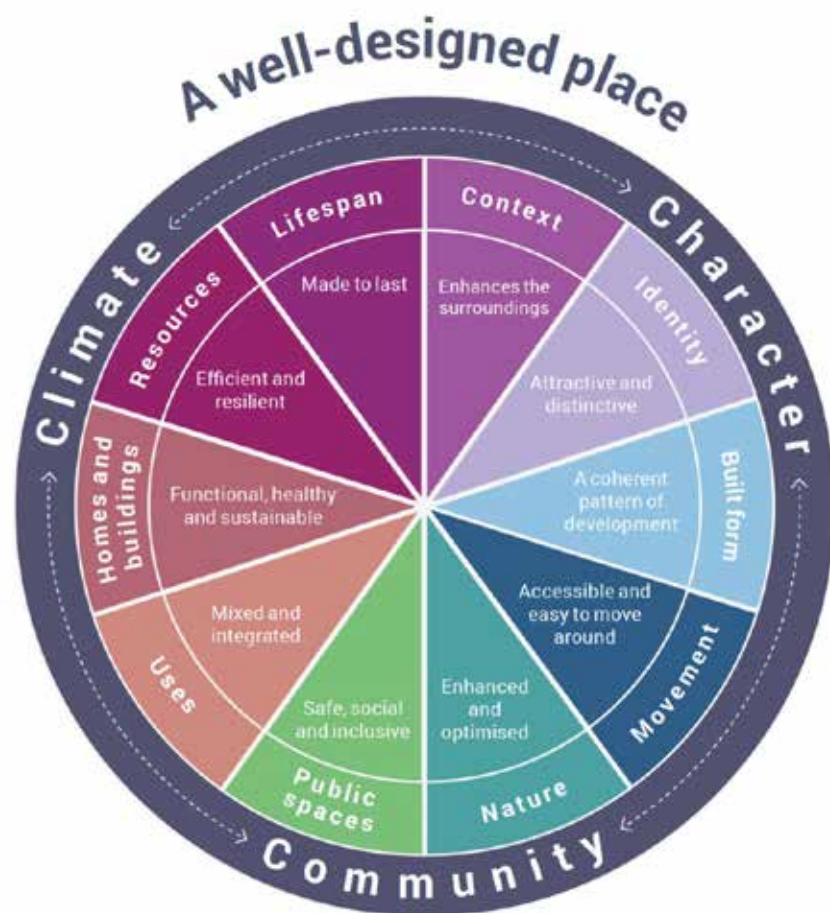 A well-designed place
Climate
Character
Community
Context
Enhances the
surroundings
Identity
Attractive and
distinctive
Built form
A coherent
pattern of
development
Movement
Accessible and
easy to move
around
Nature
Enhanced
and
optimised
Public
spaces
Safe, social
and inclusive
Uses
Mixed and
integrated
Homes and
buildings
Functional, healthy
and sustainable
Resources
Efficient and
resilient
Lifespan
Made to last